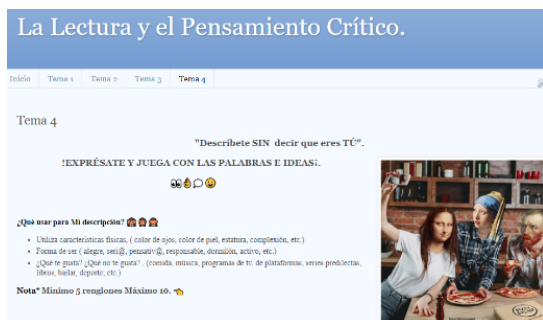 La Lectura y el Pensamiento Crítico.
Inicio Tema 1 Tema 2 Tema 3 Tema 4
Tema 4
"Descríbete SIN decir que eres TÚ".
!EXPRÉSATE Y JUEGA CON LAS PALABRAS E IDEAS¡.
¿Qué usar para Mi descripción?
Utiliza características físicas, ( color de ojos, color de piel, estatura, complexión, etc.)
Forma de ser ( alegre, seri@, pensativ@, responsable, dormilón, activo, etc.)
¿Qué te gusta? ¿Qué no te gusta? . (comida, música, programas de tv, de plataformas, series predilectas,
libros, bailar, deporte; etc.)
Nota* Mínimo 5 renglones Máximo 10.